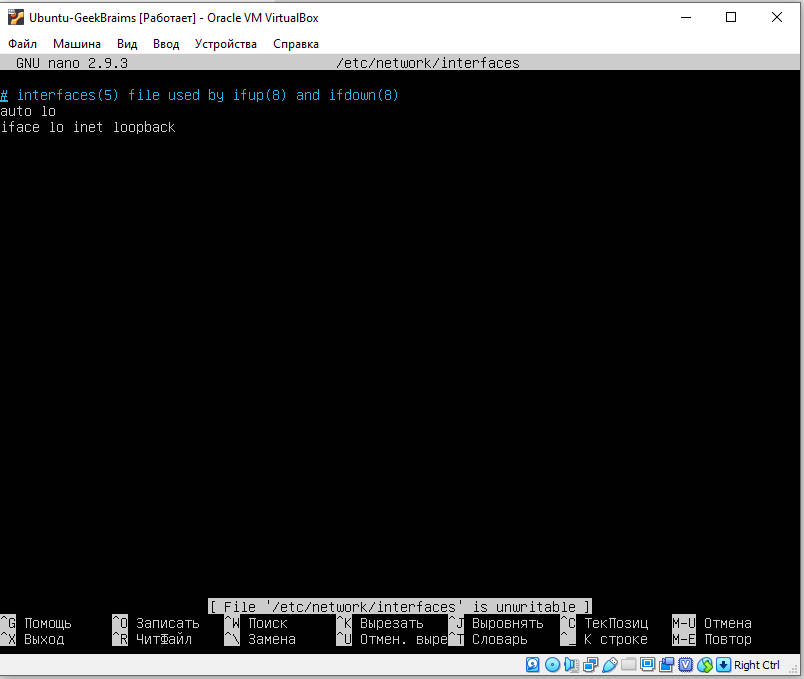 Ubuntu-GeekBraims [Работает] - Oracle VM VirtualBox
Файл Машина Вид Ввод Устройства Справка
GNU nano 2.9.3 /etc/network/interfaces
# interfaces(5) file used by ifup(8) and ifdown(8)
auto lo
iface lo inet loopback
[ File '/etc/network/interfaces' is unwritable ]
^G Помощь ^O Записать ^W Поиск ^K Вырезать ^J Выровнять ^C ТекПозиц M-U Отмена
^X Выход ^R ЧитФайл ^\ Замена ^U Отмен. выре ^T Словарь ^_ К строке M-E Повтор
Right Ctrl